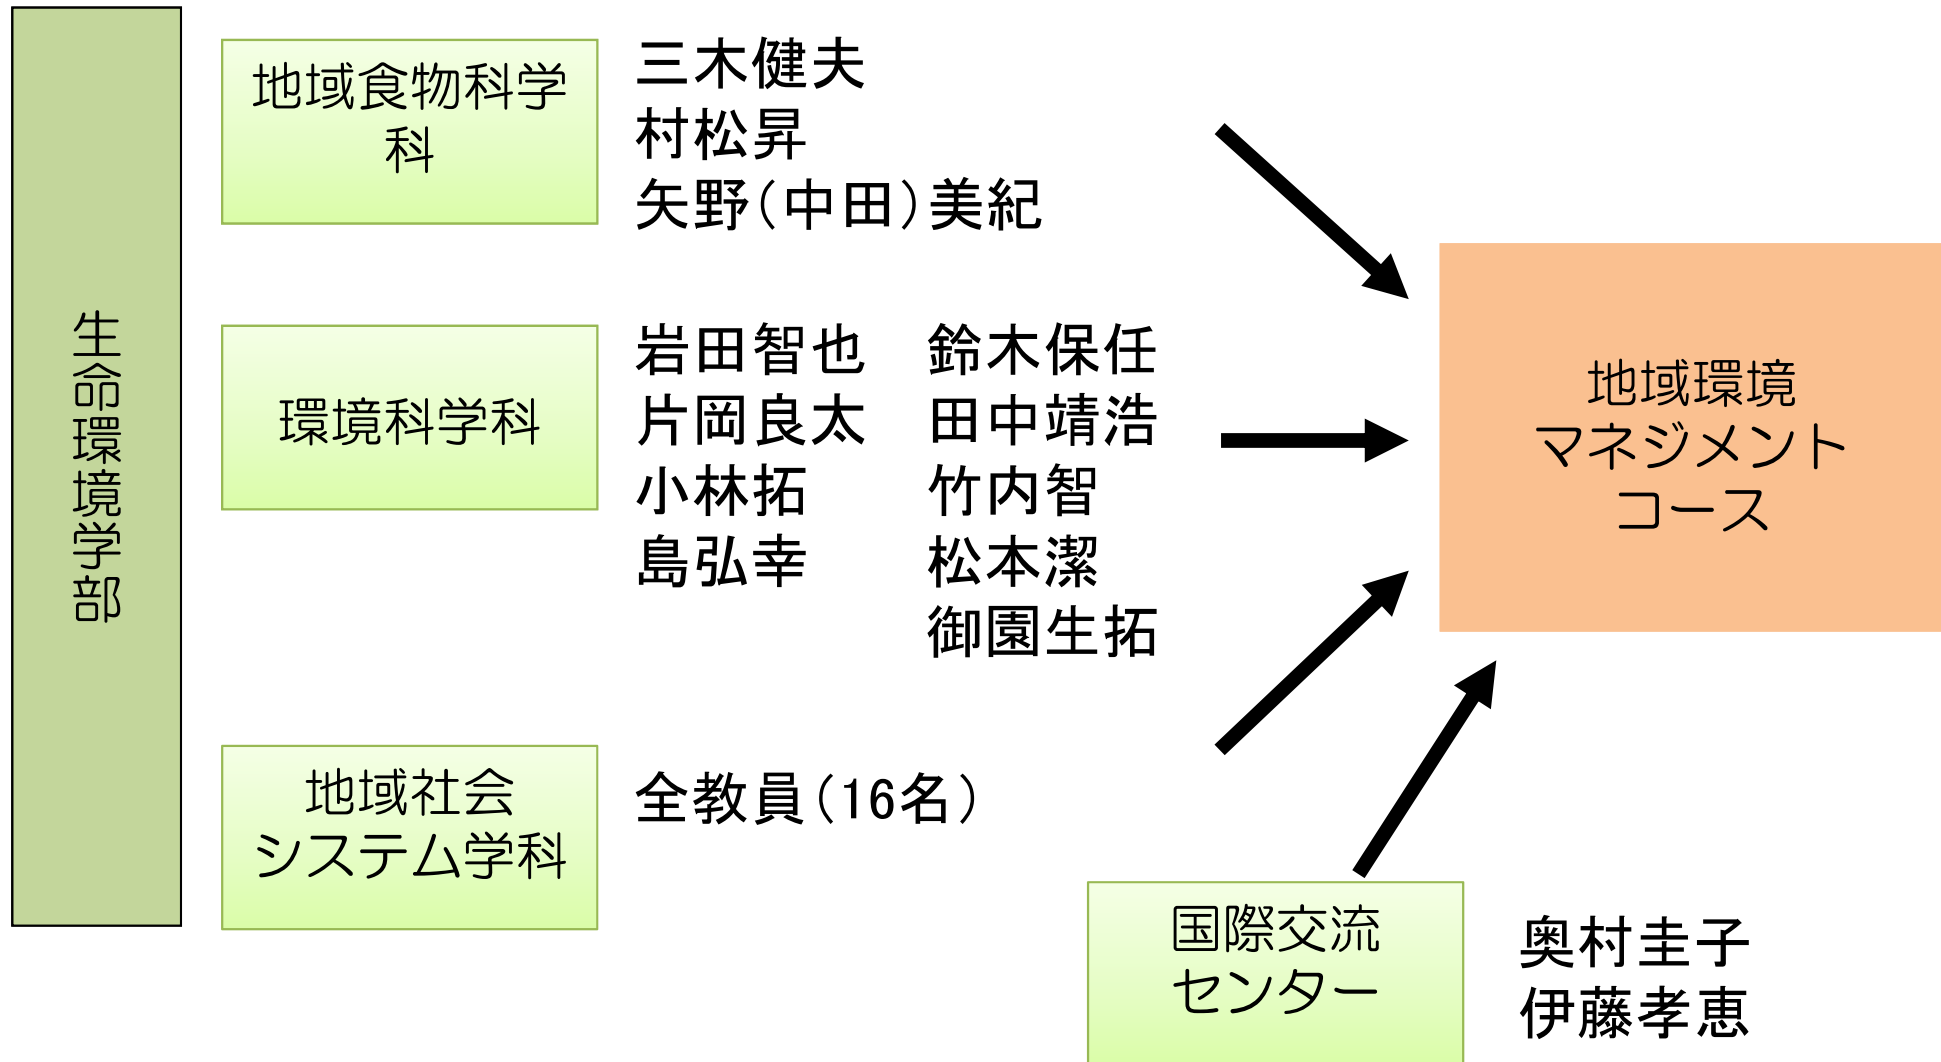 生命環境学部
地域食物科学
科
三木健夫
村松昇
矢野（中田）美紀
環境科学科
岩田智也　鈴木保任
片岡良太　田中靖浩
小林拓　竹内智
島弘幸　松本潔
御園生拓
地域社会
システム学科
全教員（16名）
地域環境
マネジメント
コース
国際交流
センター
奥村圭子
伊藤孝恵